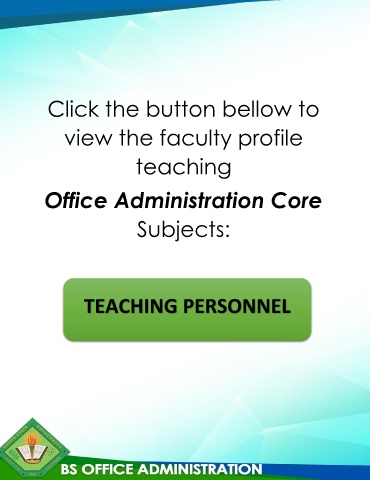 Click the button bellow to
view the faculty profile
teaching
Office Administration Core
Subjects:
TEACHING PERSONNEL
BS OFFICE ADMINISTRATION